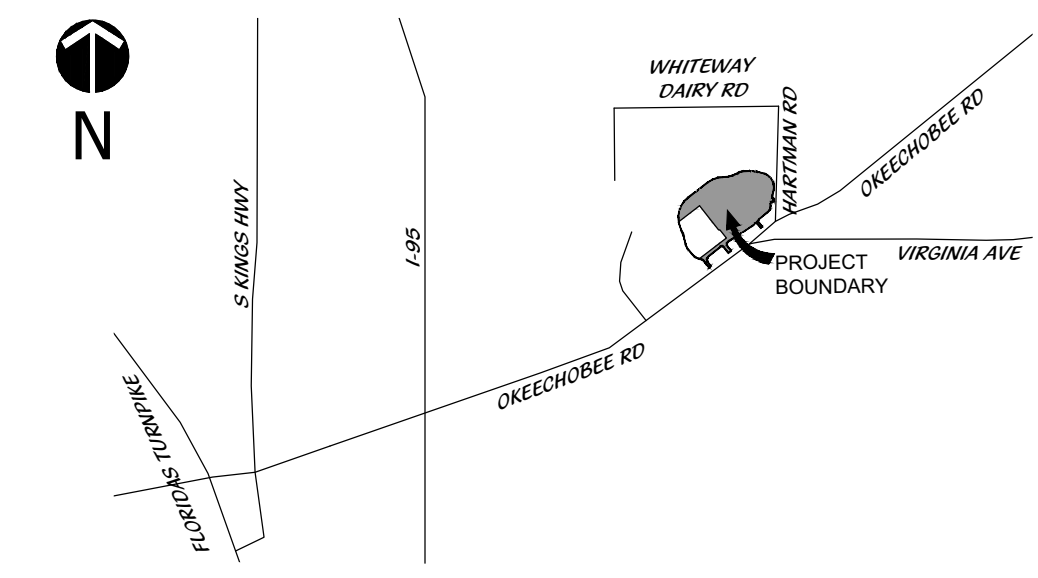 N
WHITEWAY
DAIRY RD
HARTMAN RD
OKEECHOBEE RD
S KINGS HWY
I-95
VIRGINIA AVE
PROJECT
BOUNDARY
OKEECHOBEE RD
FLORIDAS TURNPIKE